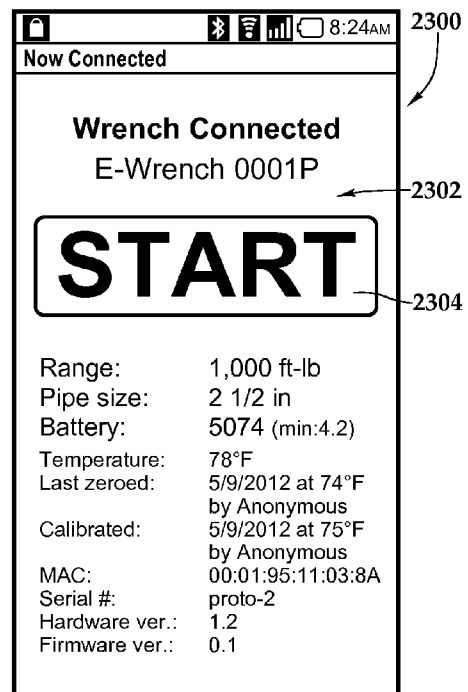 8:24AM
2300
Now Connected
Wrench Connected
E-Wrench 0001P
2302
START
2304
Range: 1,000 ft-lb
Pipe size: 2 1/2 in
Battery: 5074 (min:4.2)
Temperature: 78°F
Last zeroed: 5/9/2012 at 74°F
by Anonymous
Calibrated: 5/9/2012 at 75°F
by Anonymous
MAC: 00:01:95:11:03:8A
Serial #: proto-2
Hardware ver.: 1.2
Firmware ver.: 0.1